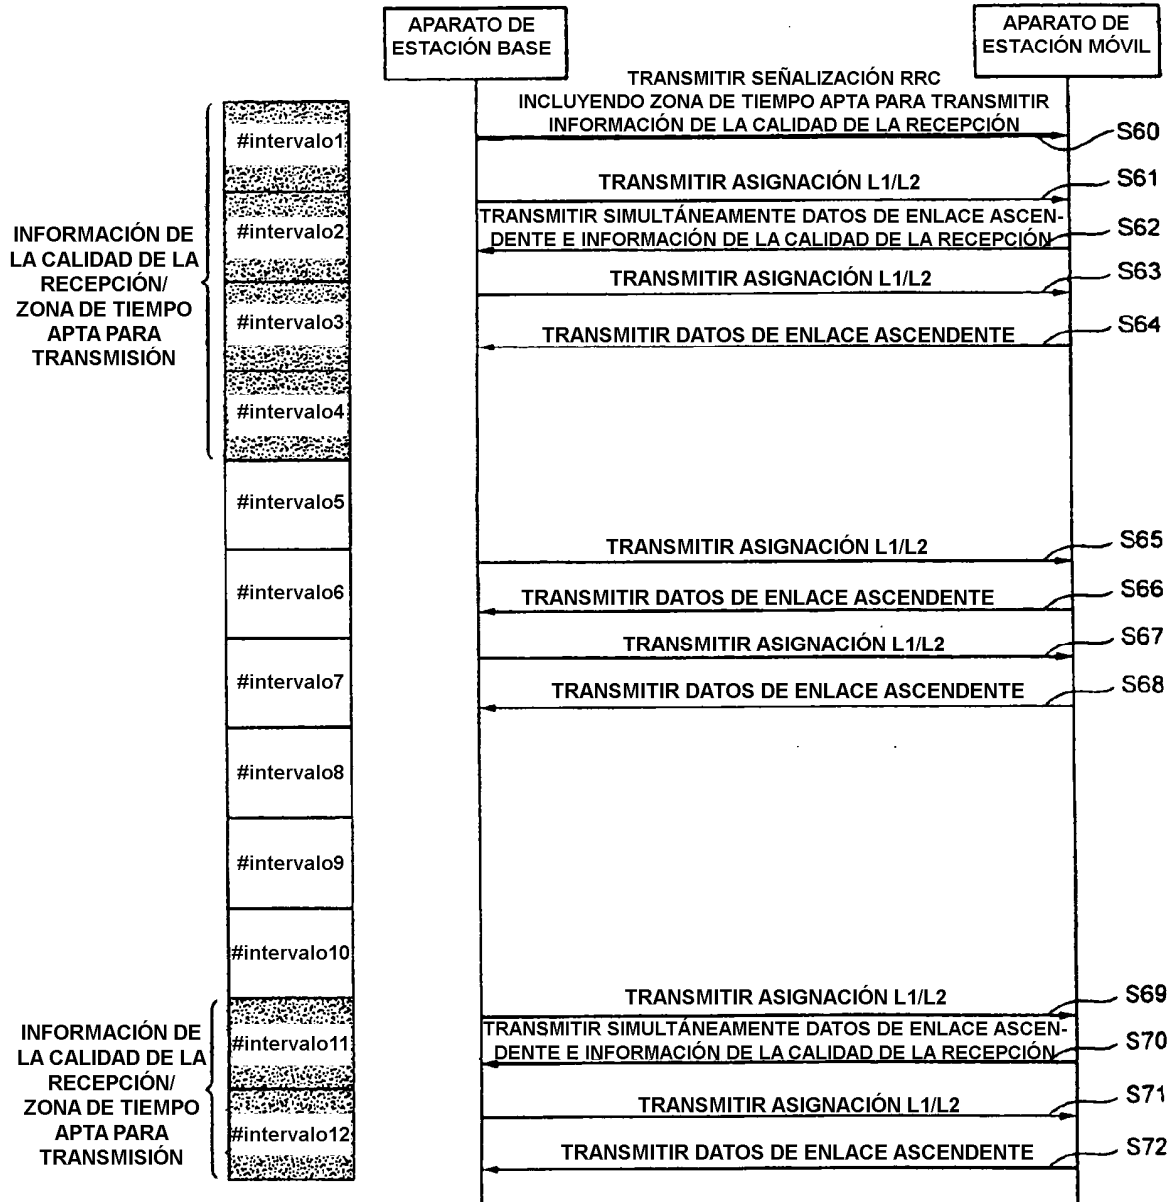 APARATO DE
ESTACIÓN BASE
APARATO DE
ESTACIÓN MÓVIL
TRANSMITIR SEÑALIZACIÓN RRC
INCLUYENDO ZONA DE TIEMPO APTA PARA TRANSMITIR
INFORMACIÓN DE LA CALIDAD DE LA RECEPCIÓN
S60
TRANSMITIR ASIGNACIÓN L1/L2
S61
TRANSMITIR SIMULTÁNEAMENTE DATOS DE ENLACE ASCEN-
DENTE E INFORMACIÓN DE LA CALIDAD DE LA RECEPCIÓN
S62
TRANSMITIR ASIGNACIÓN L1/L2
S63
TRANSMITIR DATOS DE ENLACE ASCENDENTE
S64
TRANSMITIR ASIGNACIÓN L1/L2
S65
TRANSMITIR DATOS DE ENLACE ASCENDENTE
S66
TRANSMITIR ASIGNACIÓN L1/L2
S67
TRANSMITIR DATOS DE ENLACE ASCENDENTE
S68
TRANSMITIR ASIGNACIÓN L1/L2
S69
TRANSMITIR SIMULTÁNEAMENTE DATOS DE ENLACE ASCEN-
DENTE E INFORMACIÓN DE LA CALIDAD DE LA RECEPCIÓN
S70
TRANSMITIR ASIGNACIÓN L1/L2
S71
TRANSMITIR DATOS DE ENLACE ASCENDENTE
S72
INFORMACIÓN DE
LA CALIDAD DE LA
RECEPCIÓN/
ZONA DE TIEMPO
APTA PARA
TRANSMISIÓN
#intervalo1
#intervalo2
#intervalo3
#intervalo4
#intervalo5
#intervalo6
#intervalo7
#intervalo8
#intervalo9
#intervalo10
INFORMACIÓN DE
LA CALIDAD DE LA
RECEPCIÓN/
ZONA DE TIEMPO
APTA PARA
TRANSMISIÓN
#intervalo11
#intervalo12